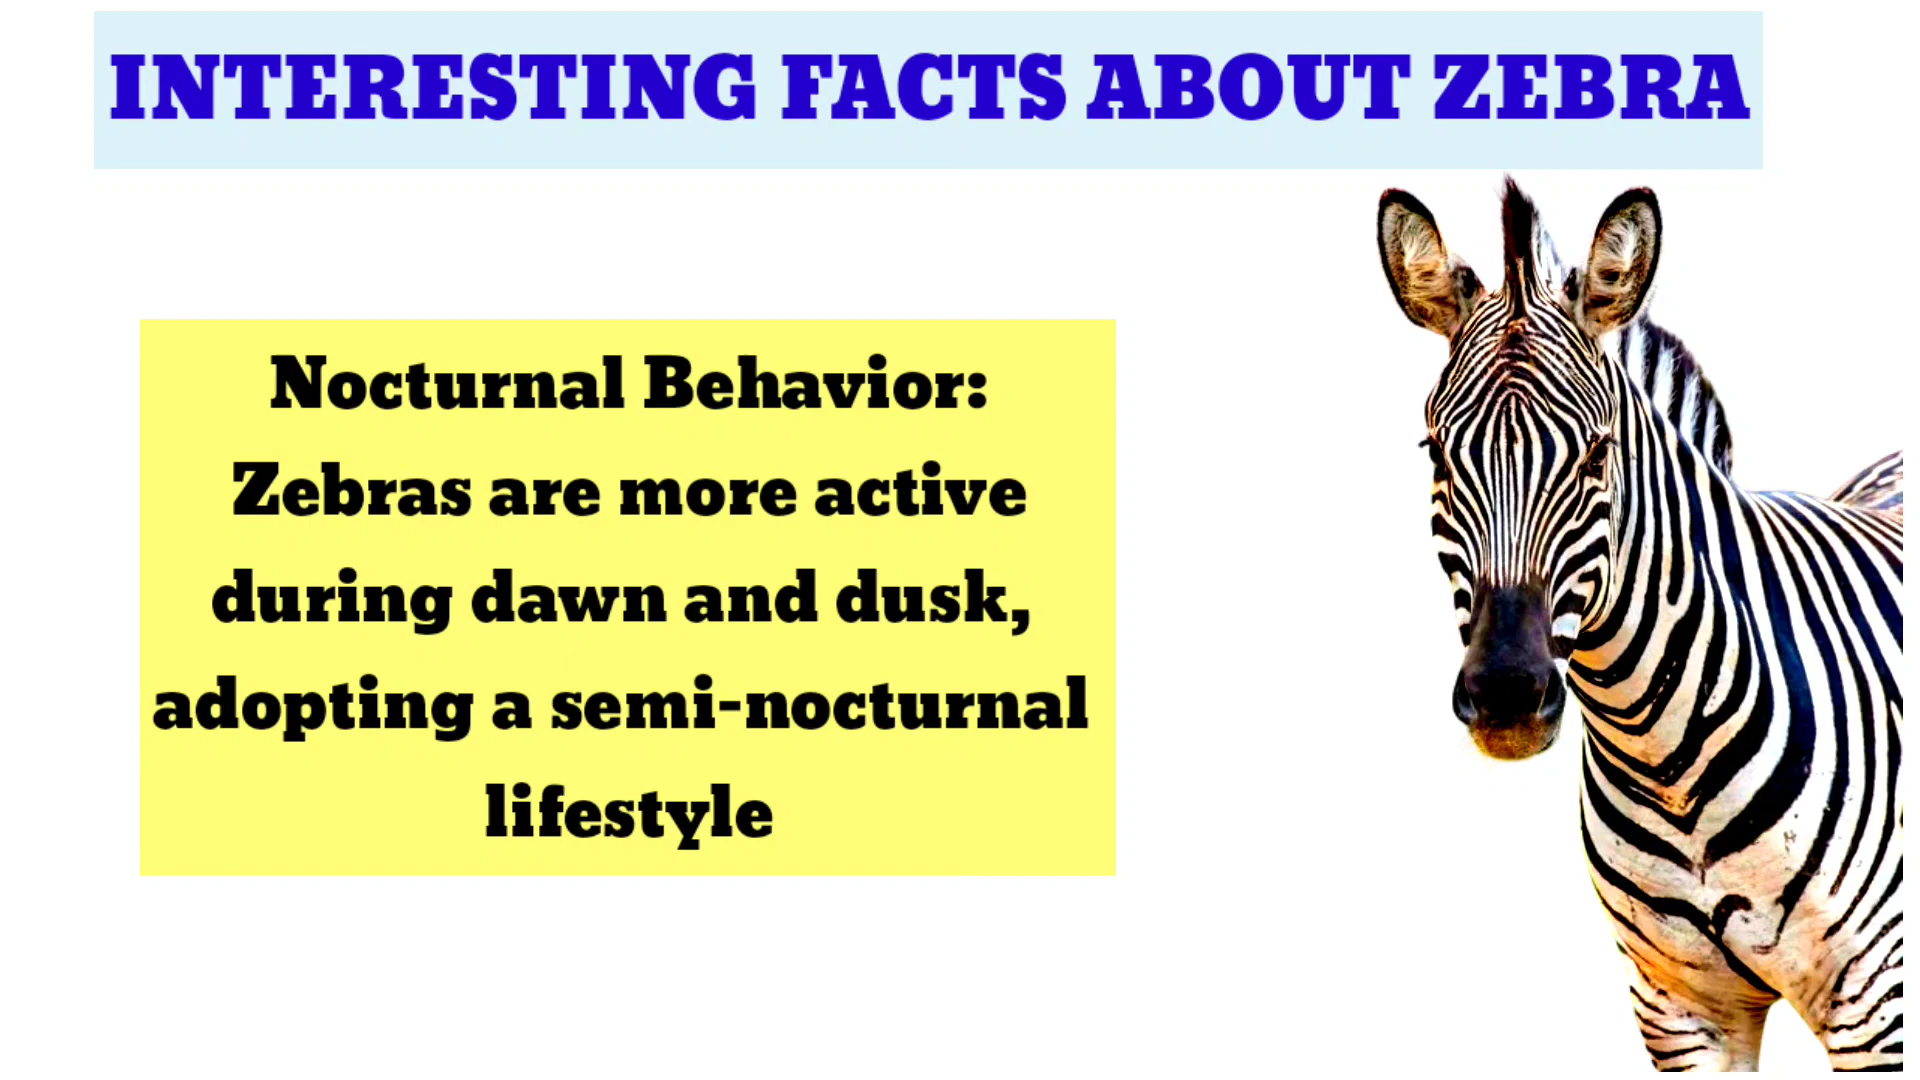 INTERESTING FACTS ABOUT ZEBRA
Nocturnal Behavior:
Zebras are more active
during dawn and dusk,
adopting a semi-nocturnal
lifestyle